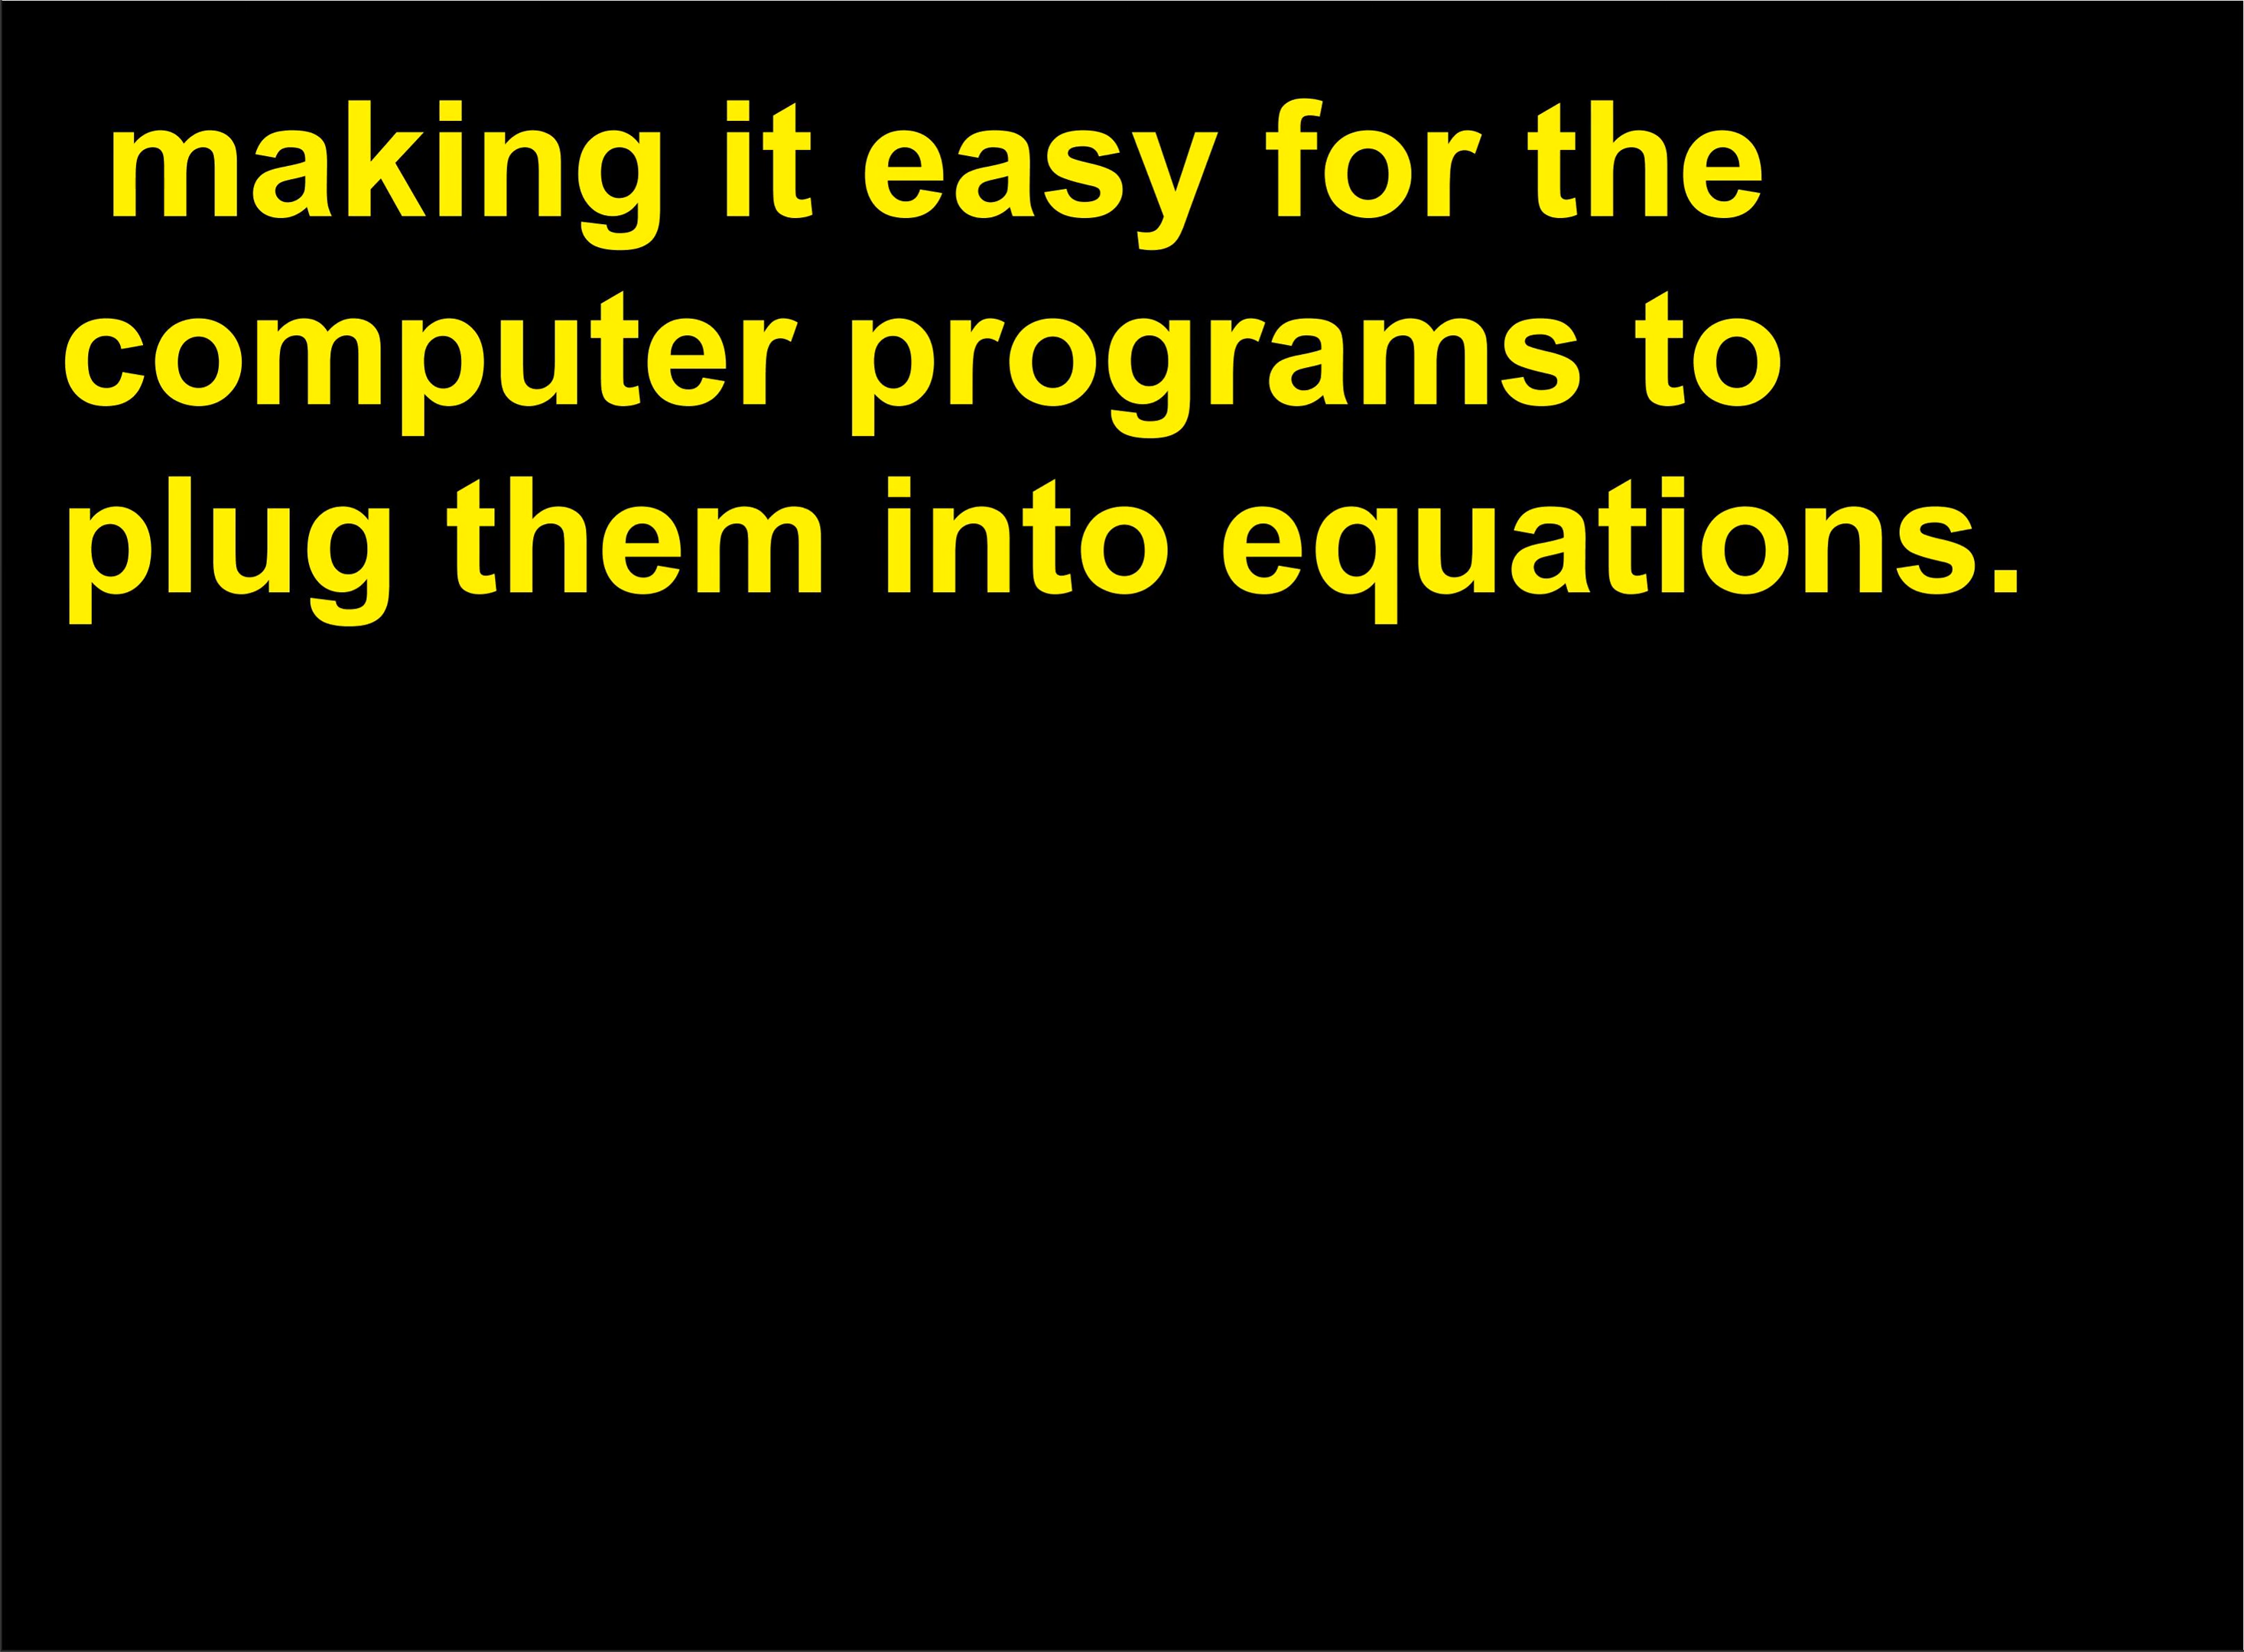 making it easy for the
computer programs to
plug them into equations.